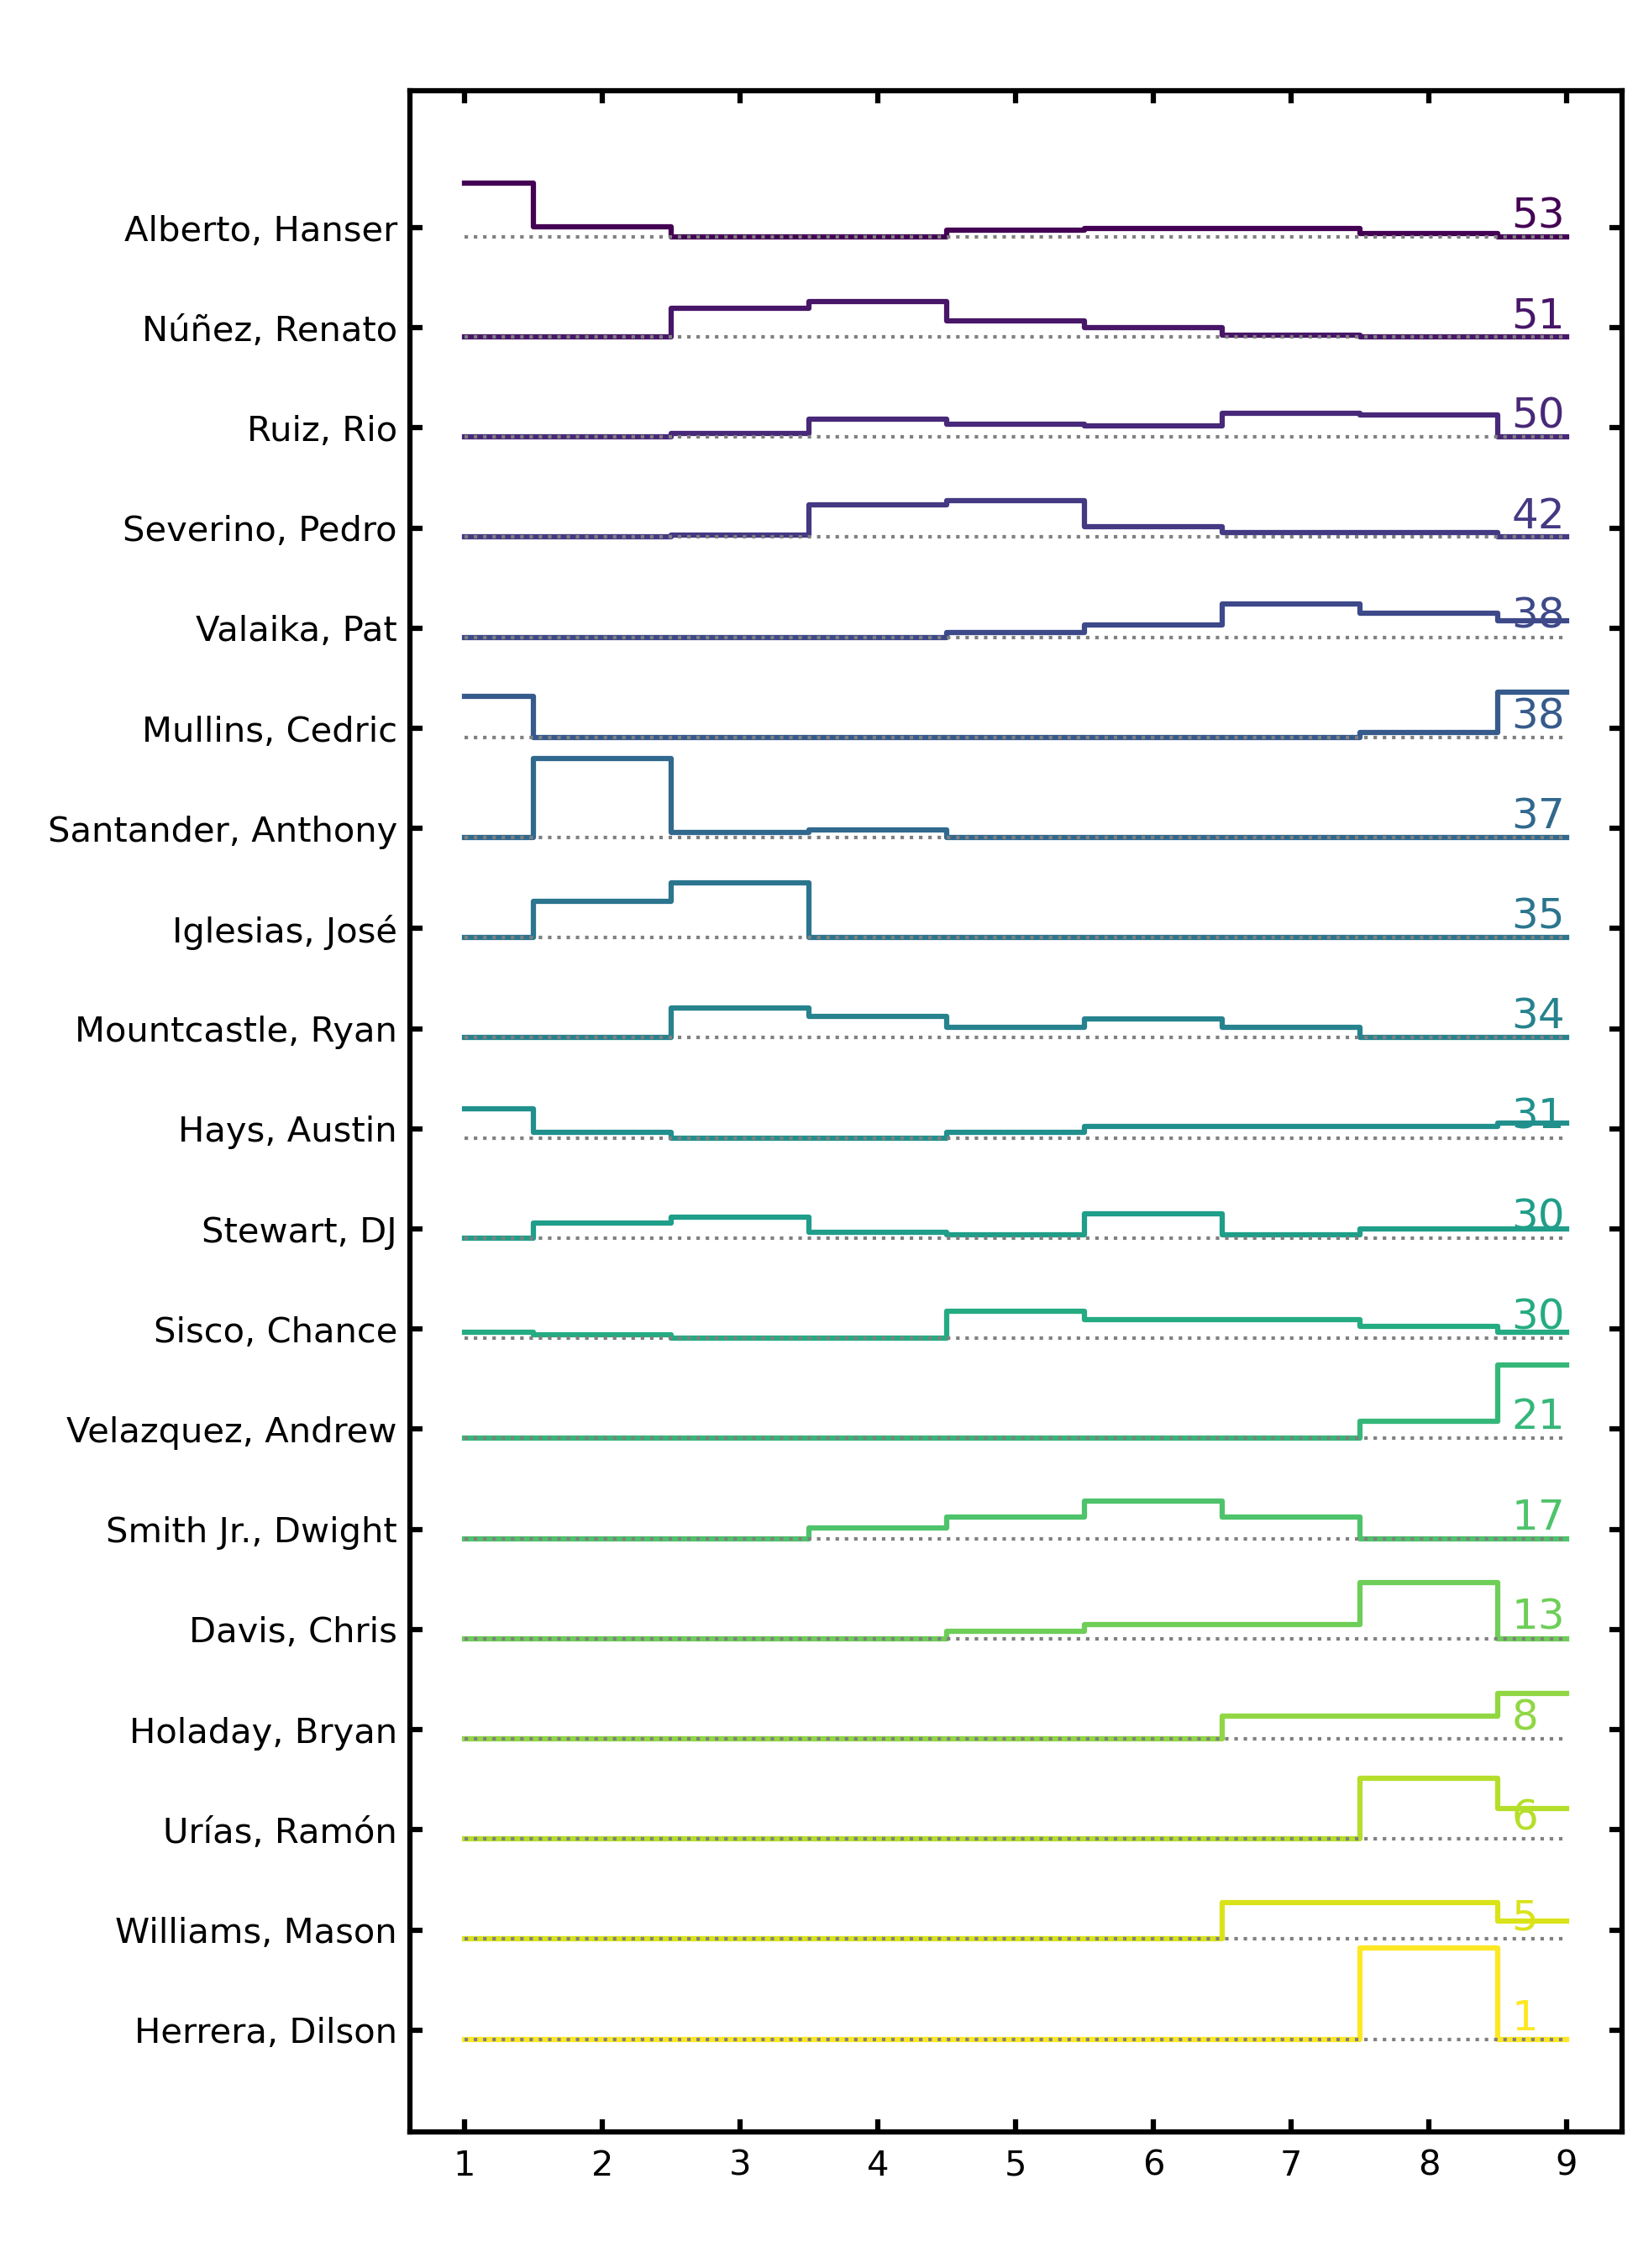 Alberto, Hanser 53
Núñez, Renato 51
Ruiz, Rio 50
Severino, Pedro 42
Valaika, Pat 38
Mullins, Cedric 38
Santander, Anthony 37
Iglesias, José 35
Mountcastle, Ryan 34
Hays, Austin 31
Stewart, DJ 30
Sisco, Chance 30
Velazquez, Andrew 21
Smith Jr., Dwight 17
Davis, Chris 13
Holaday, Bryan 8
Urías, Ramón 6
Williams, Mason 5
Herrera, Dilson 1
1 2 3 4 5 6 7 8 9